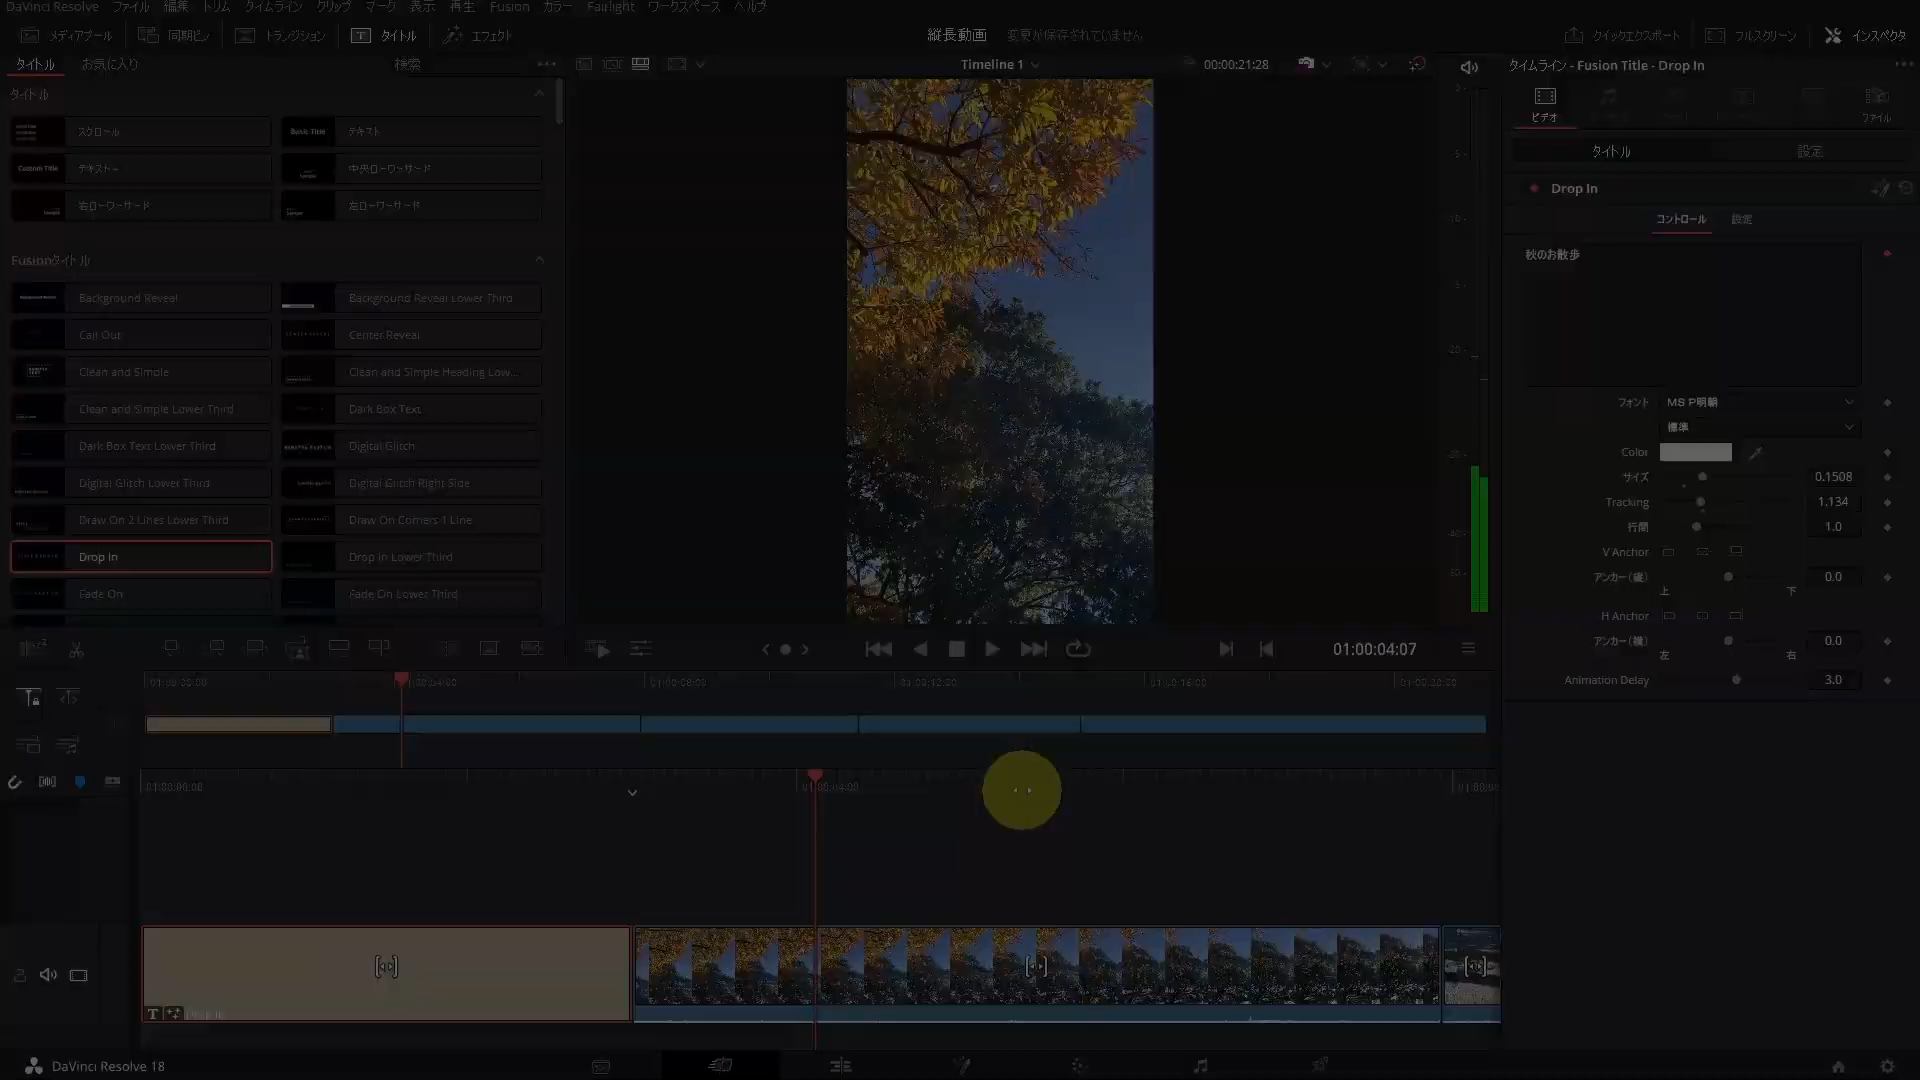 DaVinci Resolve ファイル 編集 トリム タイムライン クリップ マーク 表示 再生 Fusion カラー Fairlight ワークスペース ヘルプ
メディアプール 同期ビン トランジション タイトル エフェクト 縦長動画 変更が保存されていません クイックエクスポート フルスクリーン インスペクタ
タイトル お気に入り 検索 Timeline 1 00:00:21:28 タイムライン - Fusion Title - Drop In
ビデオ ファイル
タイトル
スクロール Basic Title テキスト
Custom Title テキスト+ 中央ローワーサード
右ローワーサード 左ローワーサード
Fusionタイトル
Background Reveal Background Reveal Lower Third
Call Out Center Reveal
Clean and Simple Clean and Simple Heading Low...
Clean and Simple Lower Third Dark Box Text
Dark Box Text Lower Third Digital Glitch
Digital Glitch Lower Third Digital Glitch Right Side
Draw On 2 Lines Lower Third Draw On Corners 1 Line
Drop In Drop In Lower Third
Fade On Fade On Lower Third
タイトル 設定
Drop In
コントロール 設定
秋のお散歩
フォント MS P明朝
標準
Color
サイズ 0.1508
Tracking 1.134
行間 1.0
V Anchor
アンカー(縦) 0.0
上 下
H Anchor
アンカー(横) 0.0
左 右
Animation Delay 3.0
01:00:04:07
01:00:00:00 01:00:08:00 01:00:12:00 01:00:16:00
01:00:00:00 01:00:04:00
DaVinci Resolve 18